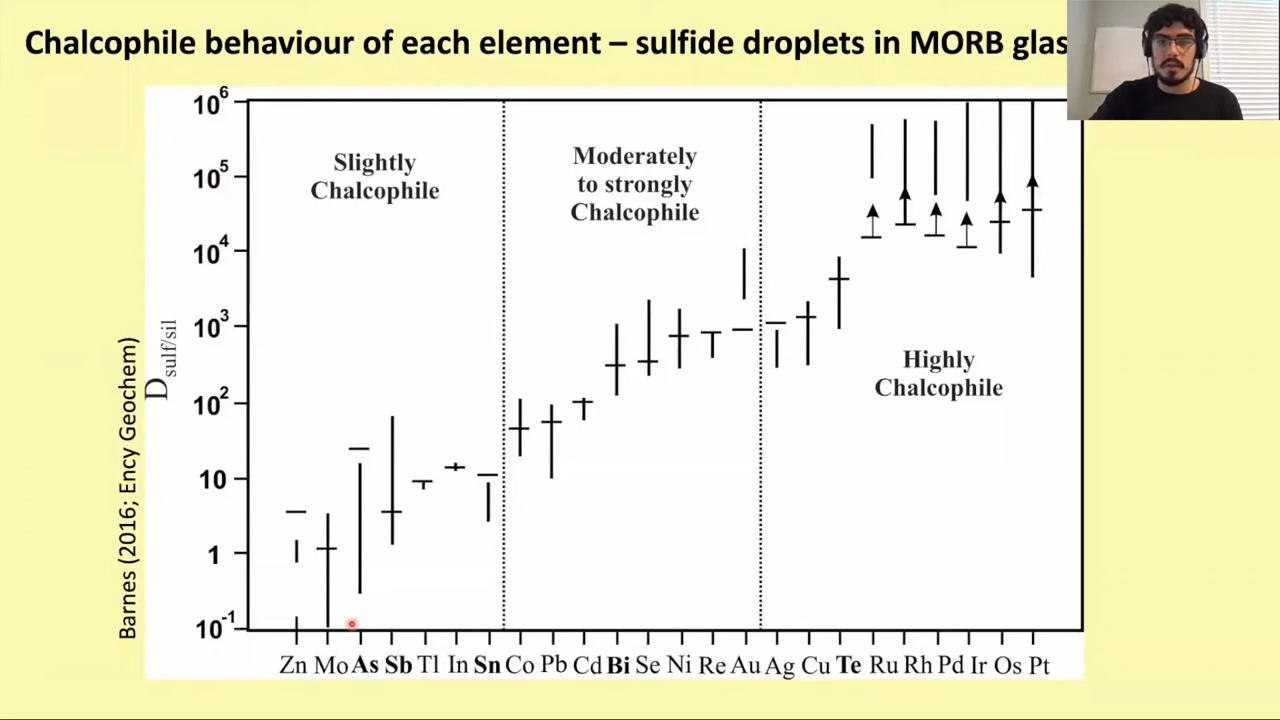 Chalcophile behaviour of each element – sulfide droplets in MORB glas
Slightly
Chalcophile
Moderately
to strongly
Chalcophile
Highly
Chalcophile
10⁶
10⁵
10⁴
10³
10²
10
1
10⁻¹
D sulf/sil
Barnes (2016; Ency Geochem)
Zn Mo As Sb Tl In Sn Co Pb Cd Bi Se Ni Re Au Ag Cu Te Ru Rh Pd Ir Os Pt